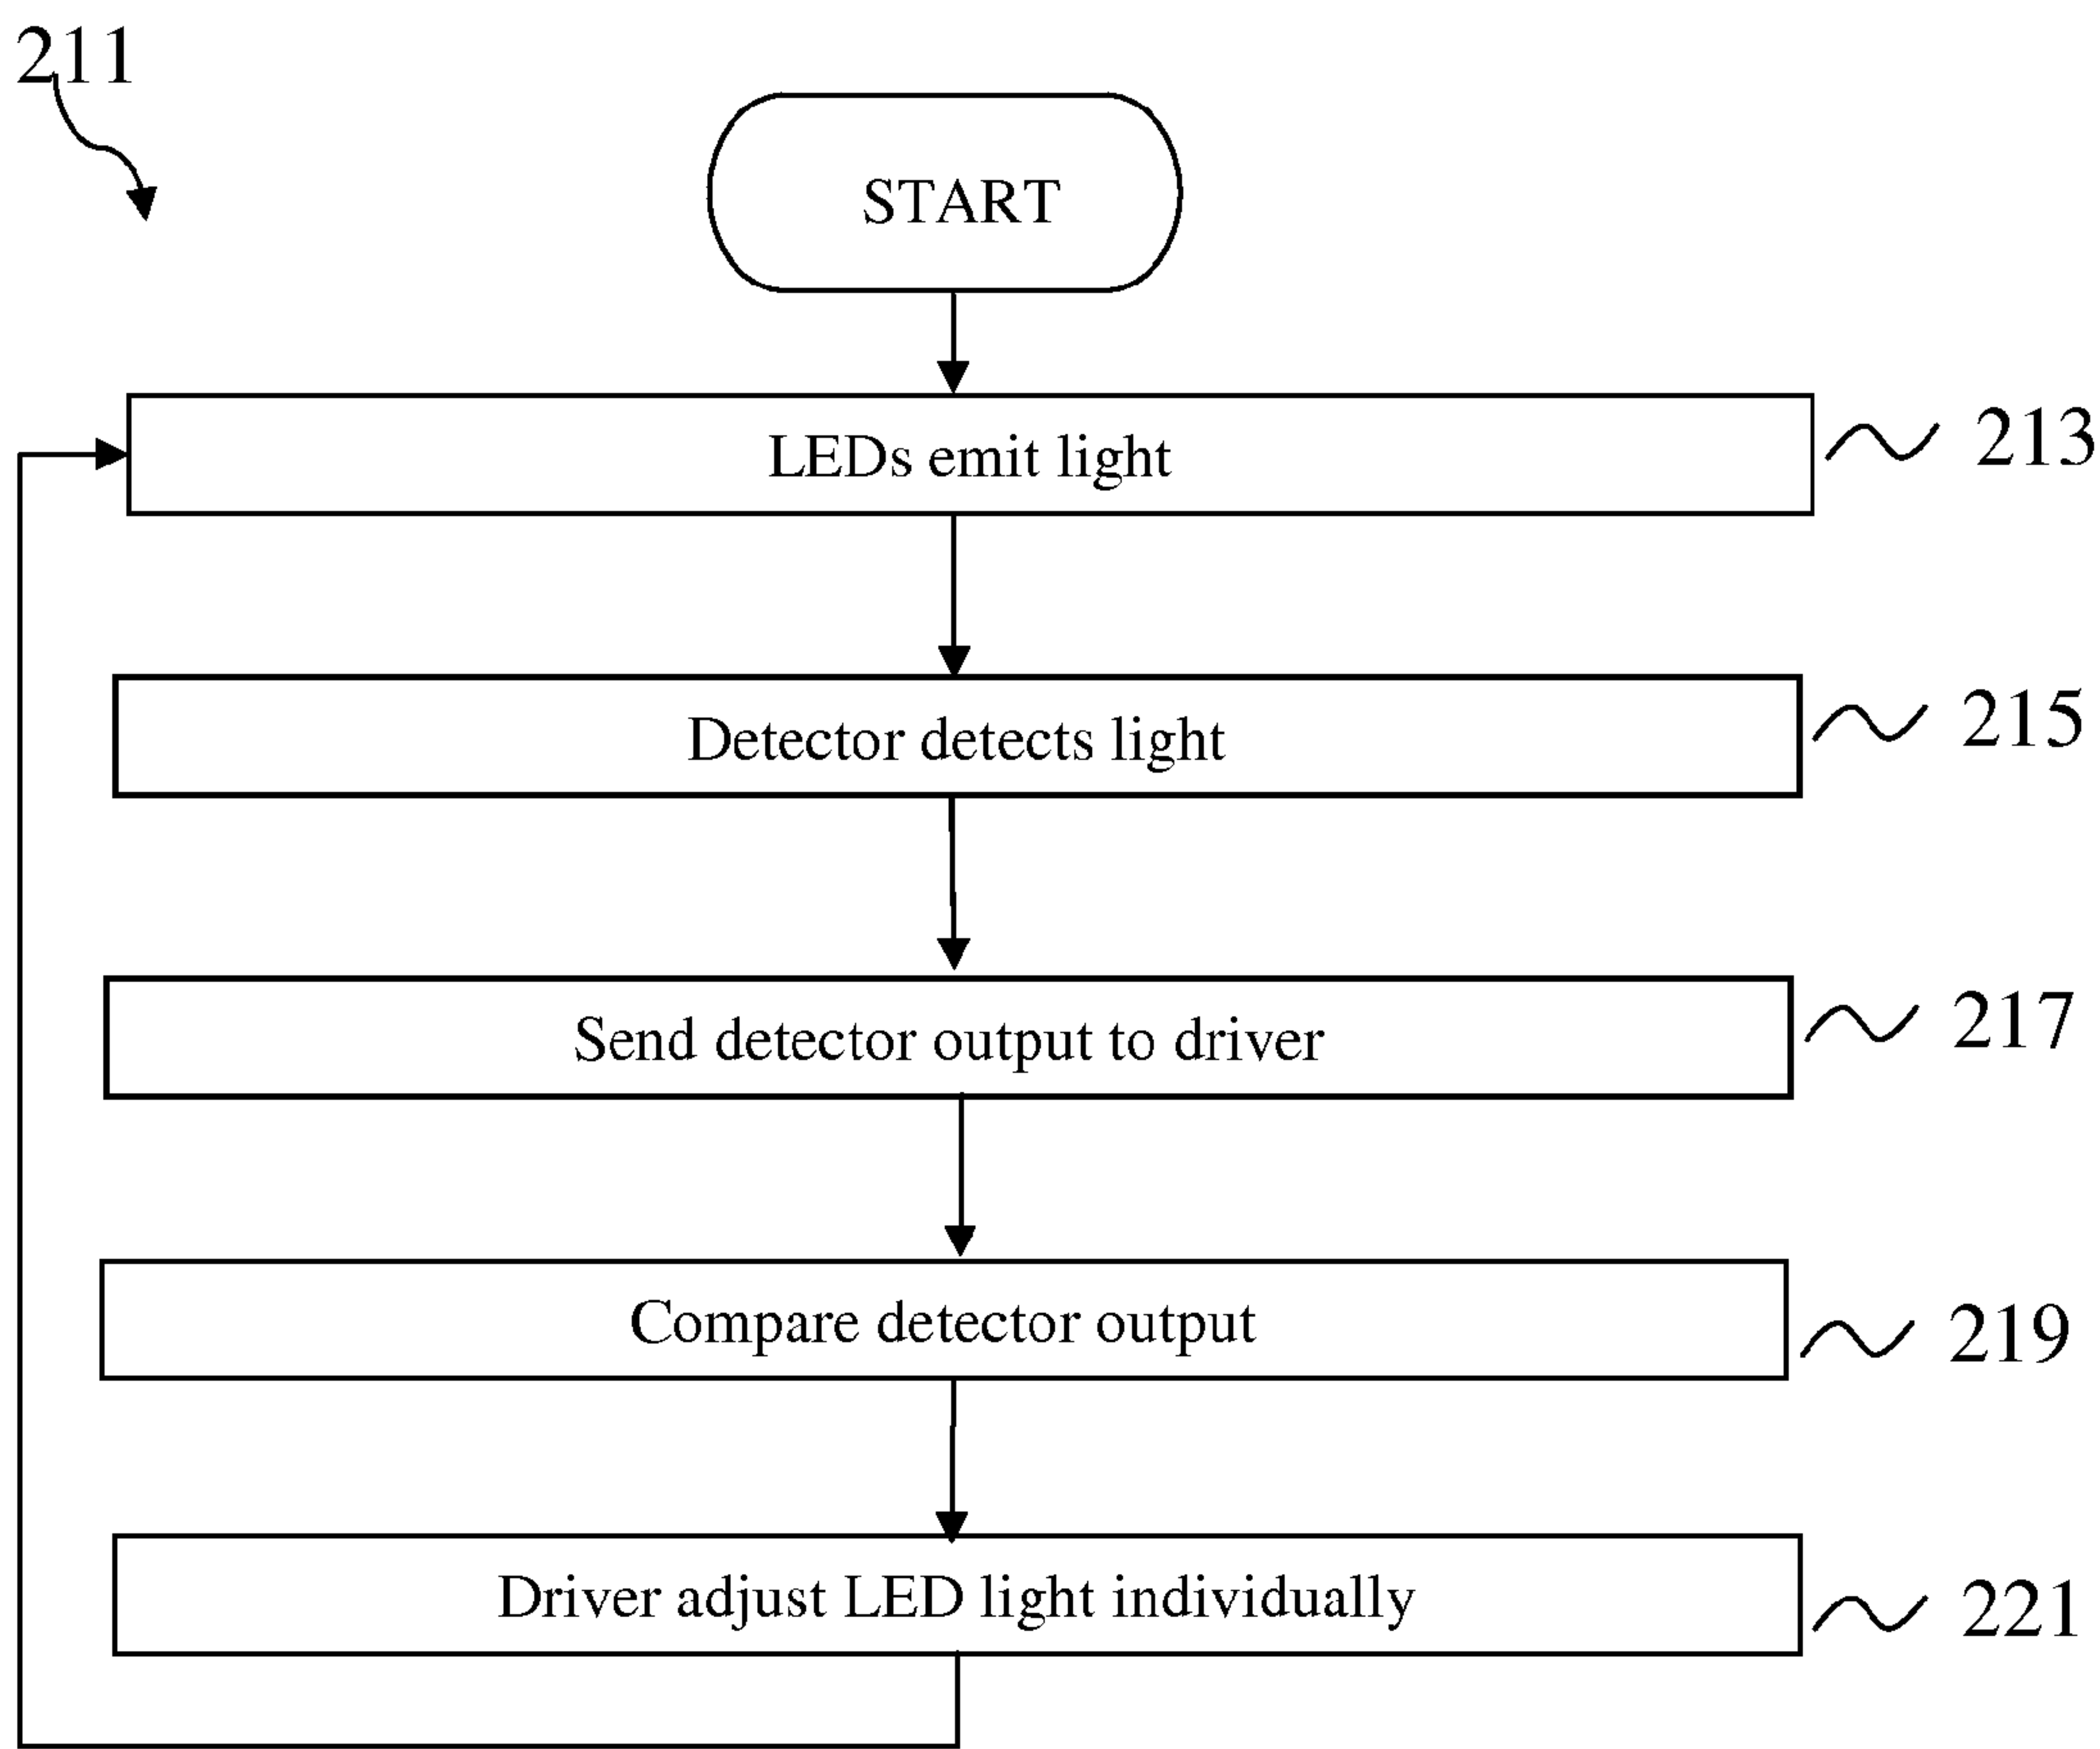 211
START
LEDs emit light
213
Detector detects light
215
Send detector output to driver
217
Compare detector output
219
Driver adjust LED light individually
221